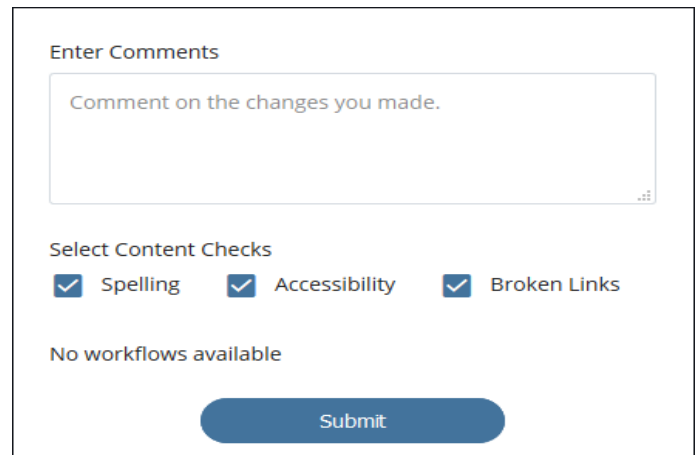 Enter Comments
Comment on the changes you made.
Select Content Checks
Spelling Accessibility Broken Links
No workflows available
Submit